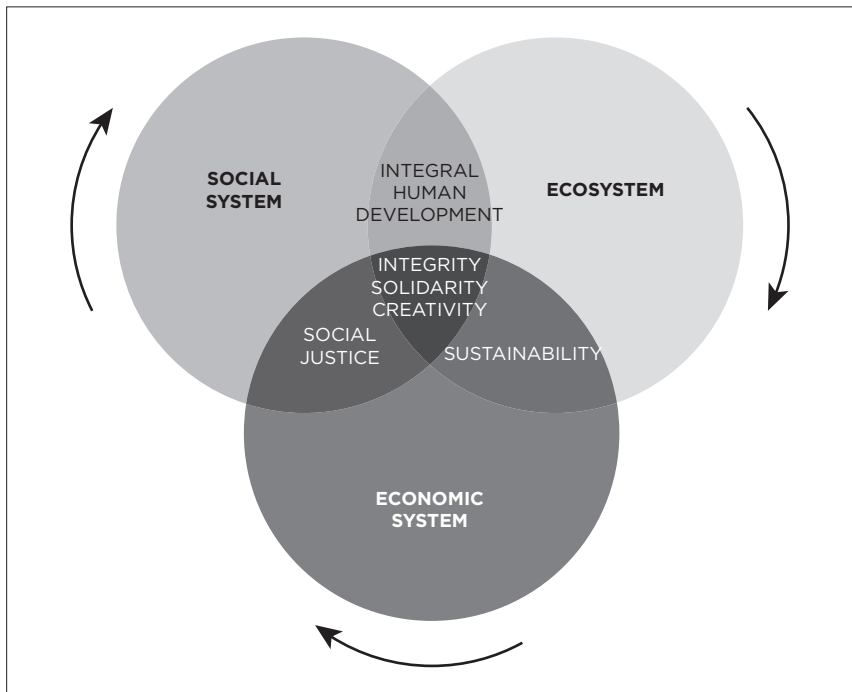 SOCIAL
SYSTEM
INTEGRAL
HUMAN
DEVELOPMENT
ECOSYSTEM
INTEGRITY
SOLIDARITY
CREATIVITY
SOCIAL
JUSTICE
SUSTAINABILITY
ECONOMIC
SYSTEM